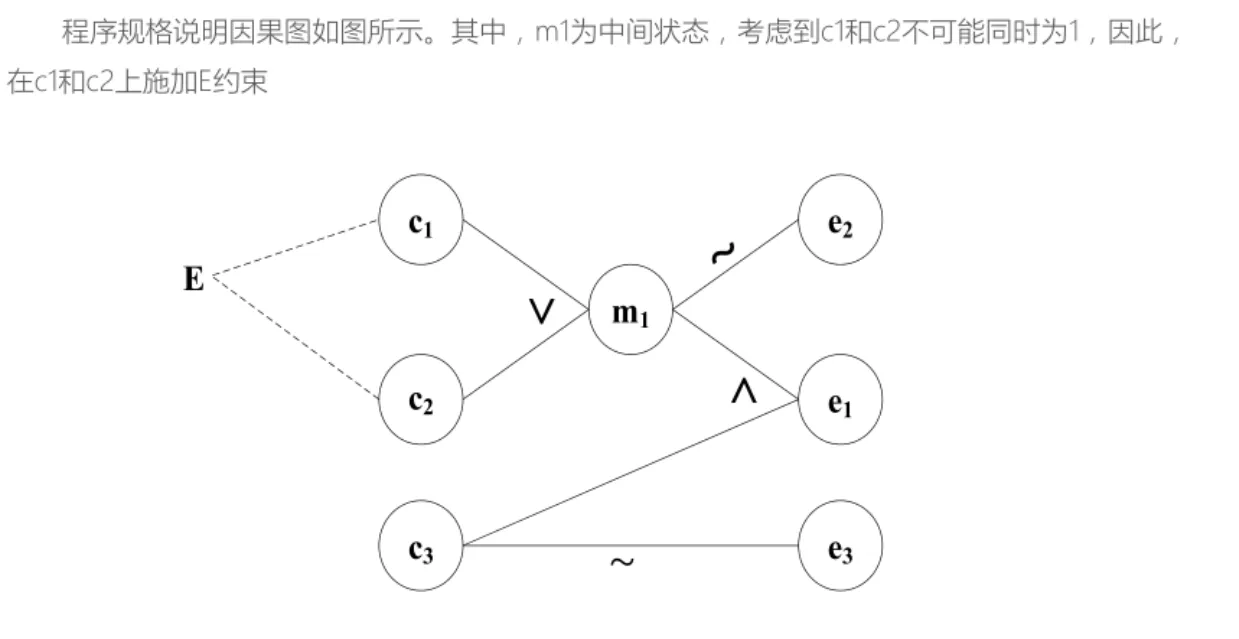 程序规格说明因果图如图所示。其中，m1为中间状态，考虑到c1和c2不可能同时为1，因此，
在c1和c2上施加E约束
c₁
e₂
~
E
∨
m₁
∧
c₂
e₁
c₃
~
e₃